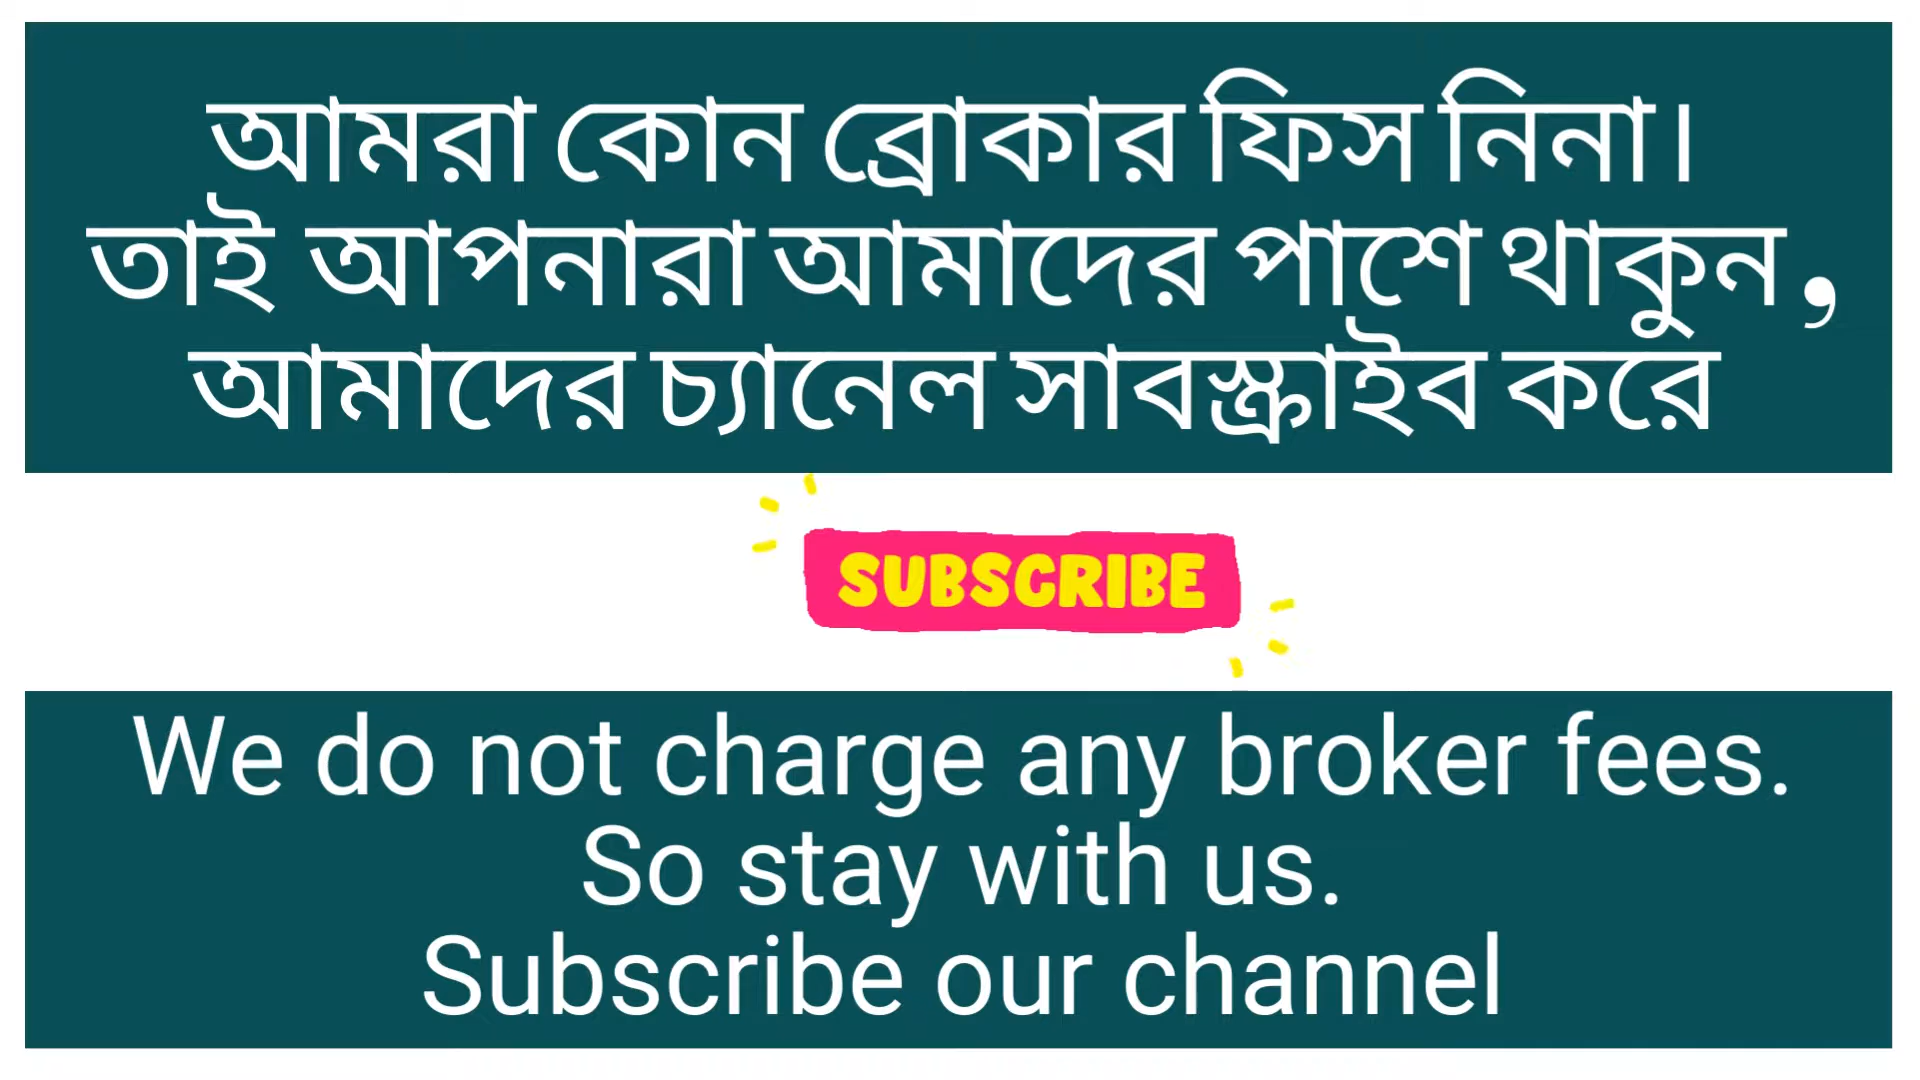 আমরা কোন ব্রোকার ফিস নিনা।
তাই আপনারা আমাদের পাশে থাকুন,
আমাদের চ্যানেল সাবস্ক্রাইব করে
SUBSCRIBE
We do not charge any broker fees.
So stay with us.
Subscribe our channel